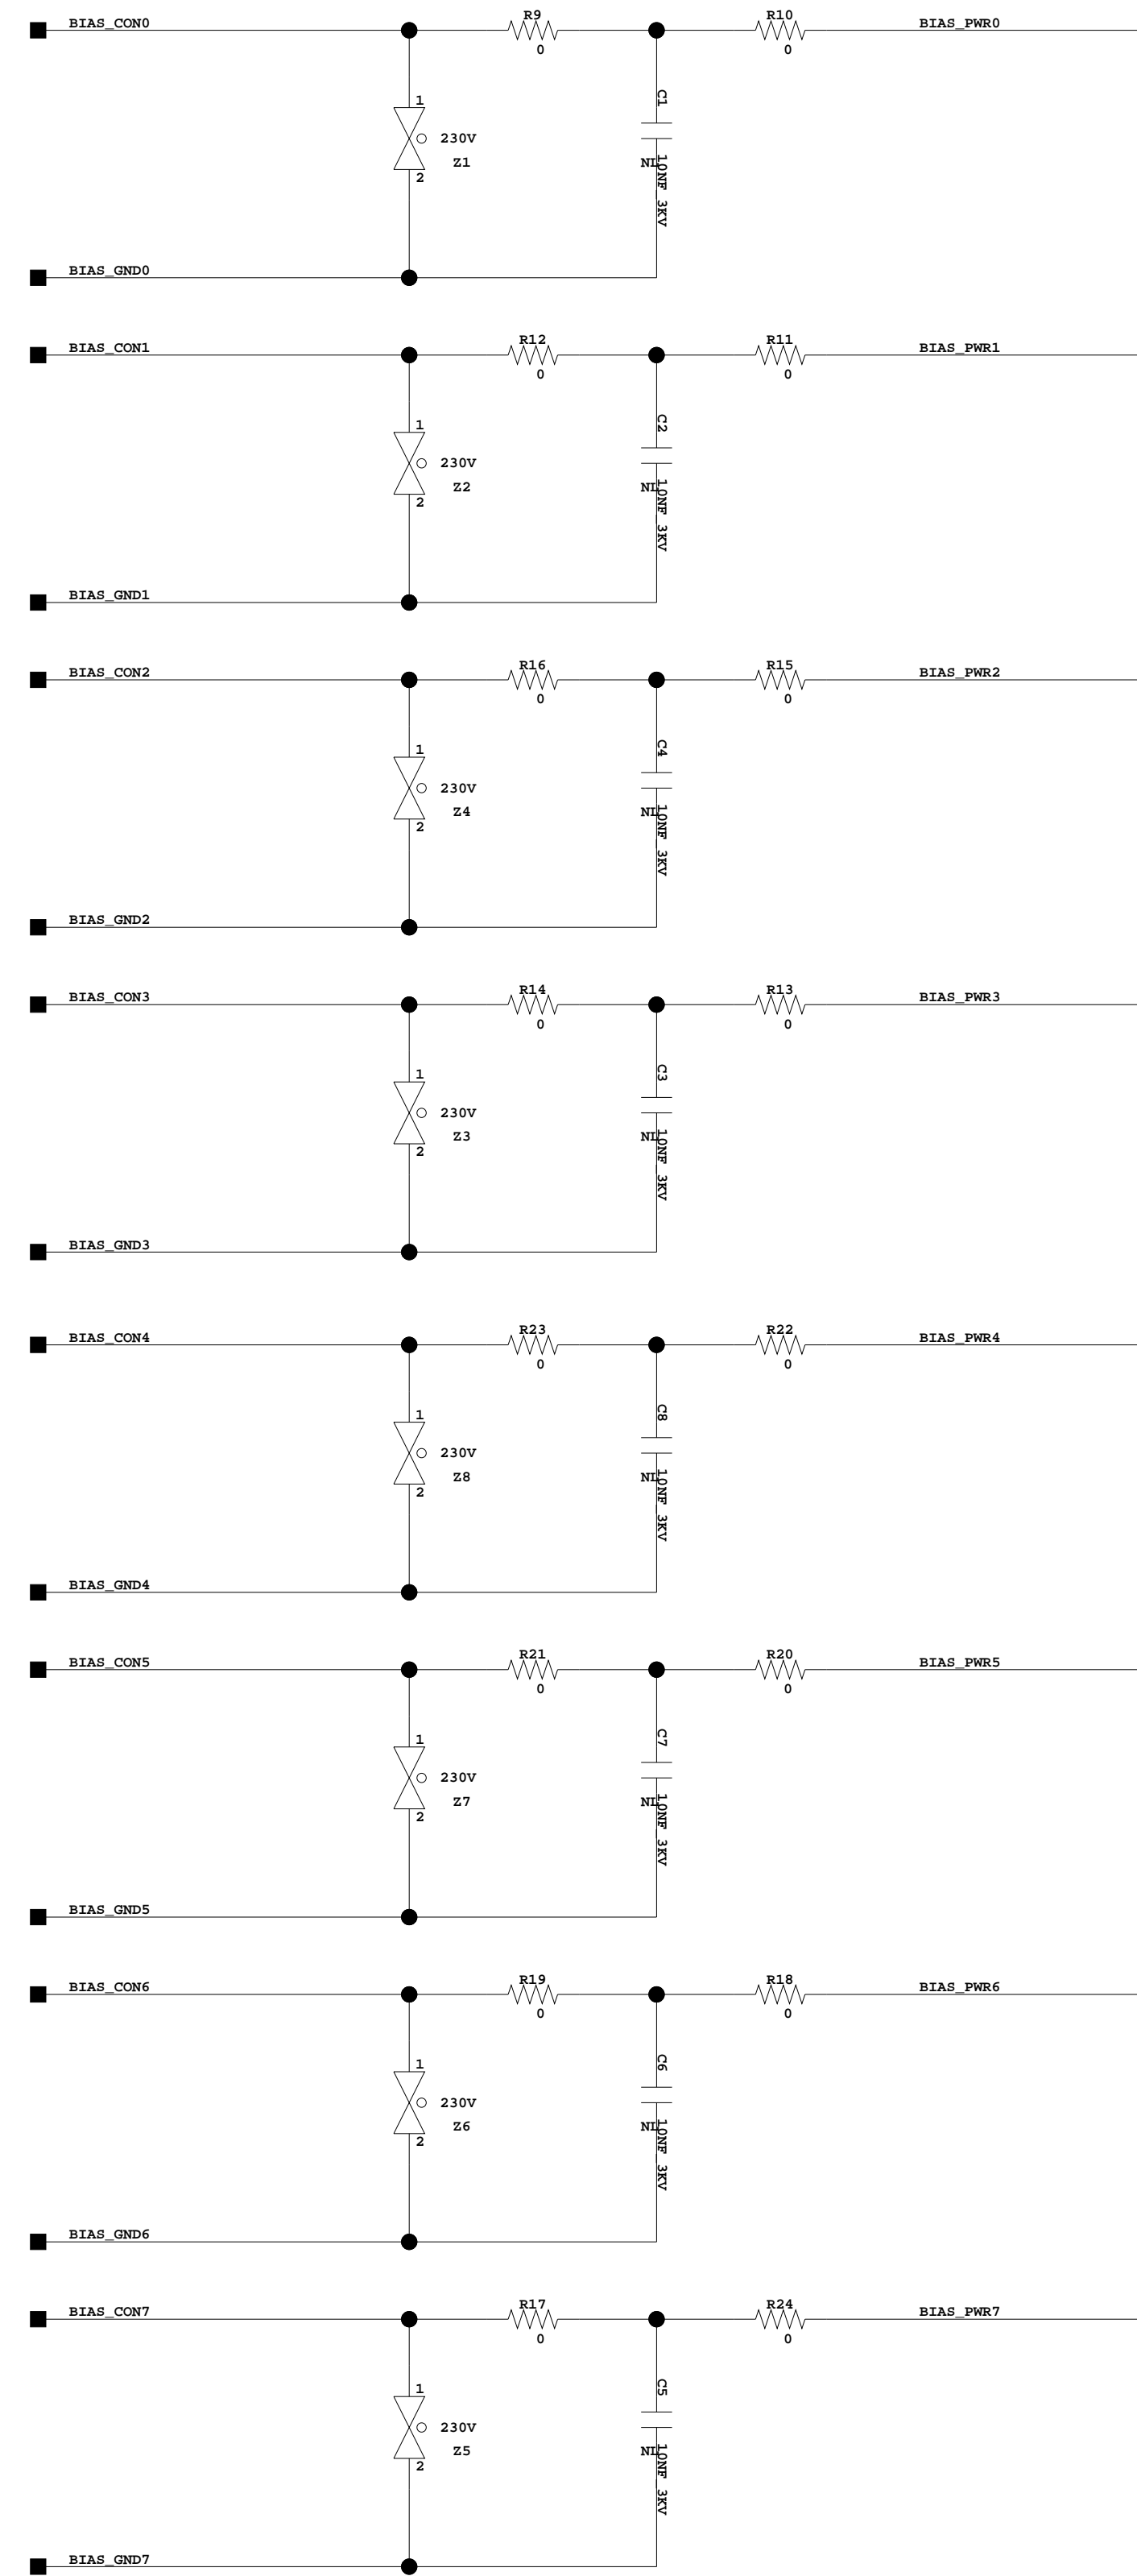 BIAS_CON0 R9 R10 BIAS_PWR0
0 0
C1
1
230V
Z1 NL
2 10NF_3KV
BIAS_GND0
BIAS_CON1 R12 R11 BIAS_PWR1
0 0
C2
1
230V
Z2 NL
2 10NF_3KV
BIAS_GND1
BIAS_CON2 R16 R15 BIAS_PWR2
0 0
C4
1
230V
Z4 NL
2 10NF_3KV
BIAS_GND2
BIAS_CON3 R14 R13 BIAS_PWR3
0 0
C3
1
230V
Z3 NL
2 10NF_3KV
BIAS_GND3
BIAS_CON4 R23 R22 BIAS_PWR4
0 0
C8
1
230V
Z8 NL
2 10NF_3KV
BIAS_GND4
BIAS_CON5 R21 R20 BIAS_PWR5
0 0
C7
1
230V
Z7 NL
2 10NF_3KV
BIAS_GND5
BIAS_CON6 R19 R18 BIAS_PWR6
0 0
C6
1
230V
Z6 NL
2 10NF_3KV
BIAS_GND6
BIAS_CON7 R17 R24 BIAS_PWR7
0 0
C5
1
230V
Z5 NL
2 10NF_3KV
BIAS_GND7